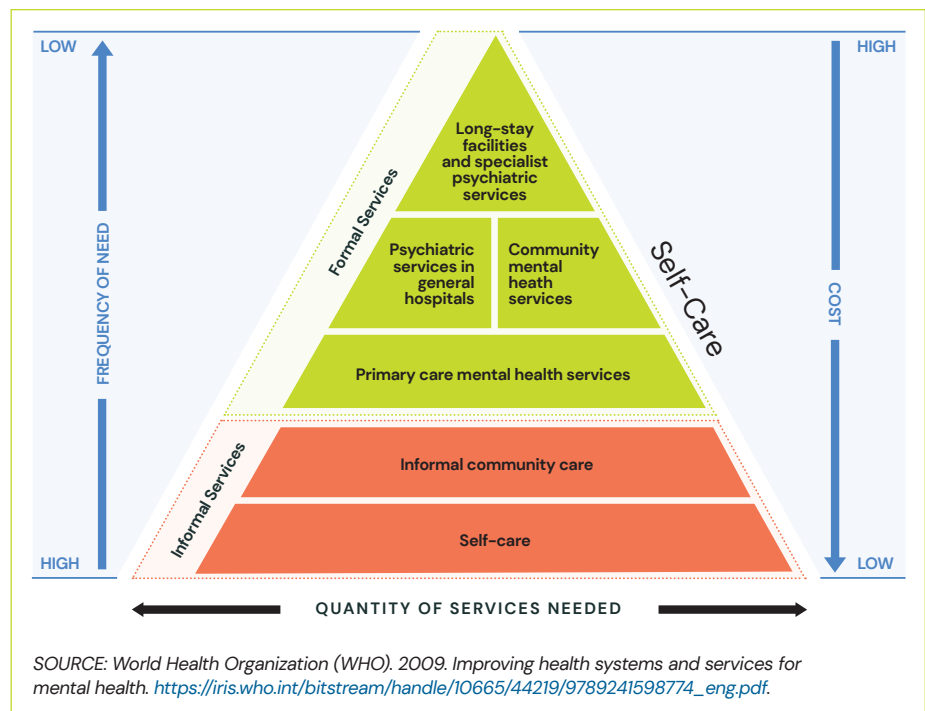 LOW
HIGH
FREQUENCY OF NEED
COST
Formal Services
Self-Care
Long-stay
facilities
and specialist
psychiatric
services
Psychiatric
services in
general
hospitals
Community
mental
heath
services
Primary care mental health services
Informal Services
Informal community care
Self-care
HIGH
LOW
QUANTITY OF SERVICES NEEDED
SOURCE: World Health Organization (WHO). 2009. Improving health systems and services for
mental health. https://iris.who.int/bitstream/handle/10665/44219/9789241598774_eng.pdf.